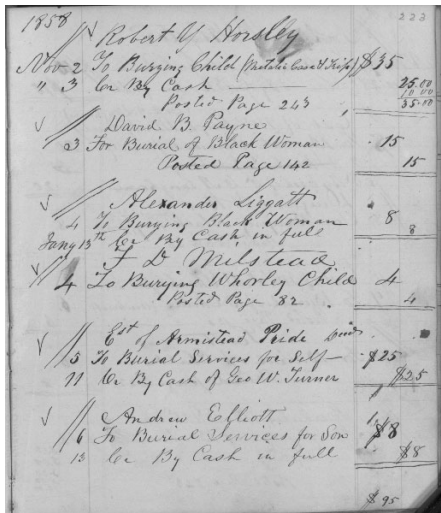 1858 223
Robert Y Horsley
Nov 2 To Burying Child (Metalic Case & Trip) $35
" 3 Cr By Cash 25.00
10.00
Posted Page 243 35.00
David B. Payne
3 For Burial of Black Woman 15
Posted Page 142 15
Alexander Liggatt
4 To Burying Black Woman 8
Jany 13th Cr By Cash in full 8
F D Milstead
4 To Burying Whorley Child 4
Posted Page 82 4
Est of Armistead Pride
5 To Burial Services for Self $25
11 Cr By Cash of Geo W. Turner $25
Andrew Elliott
6 To Burial Services for Son $8
13 Cr By Cash in full $8
$95